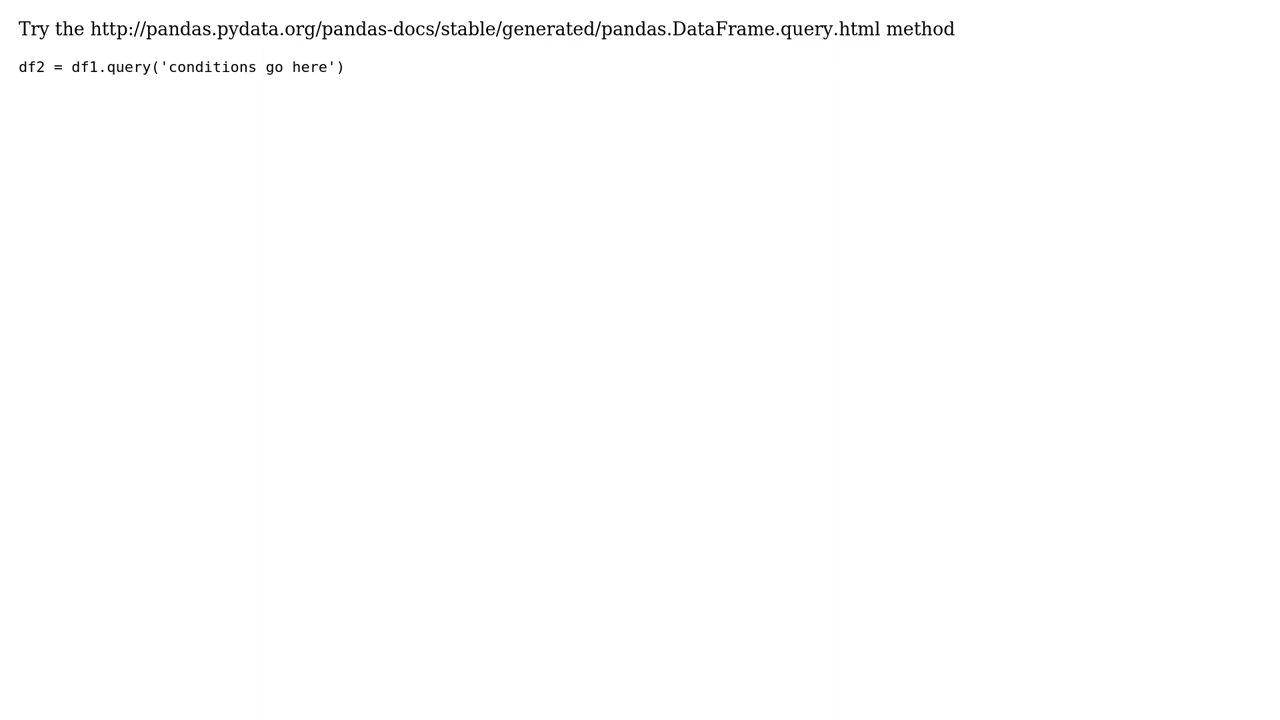 Try the http://pandas.pydata.org/pandas-docs/stable/generated/pandas.DataFrame.query.html method
df2 = df1.query('conditions go here')